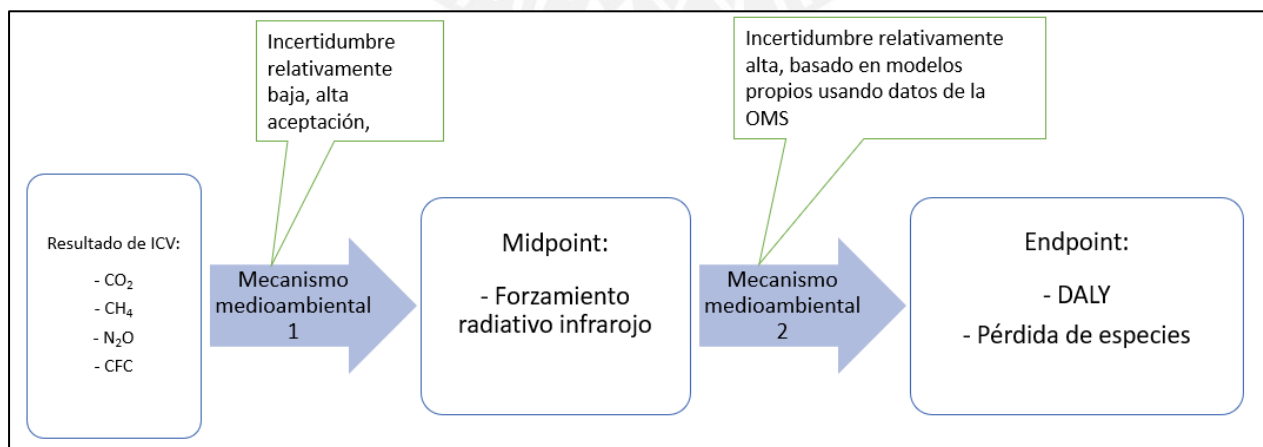 Incertidumbre
relativamente
baja, alta
aceptación,
Incertidumbre relativamente
alta, basado en modelos
propios usando datos de la
OMS
Resultado de ICV:
- CO₂
- CH₄
- N₂O
- CFC
Mecanismo
medioambiental
1
Midpoint:
- Forzamiento
radiativo infrarojo
Mecanismo
medioambiental
2
Endpoint:
- DALY
- Pérdida de especies